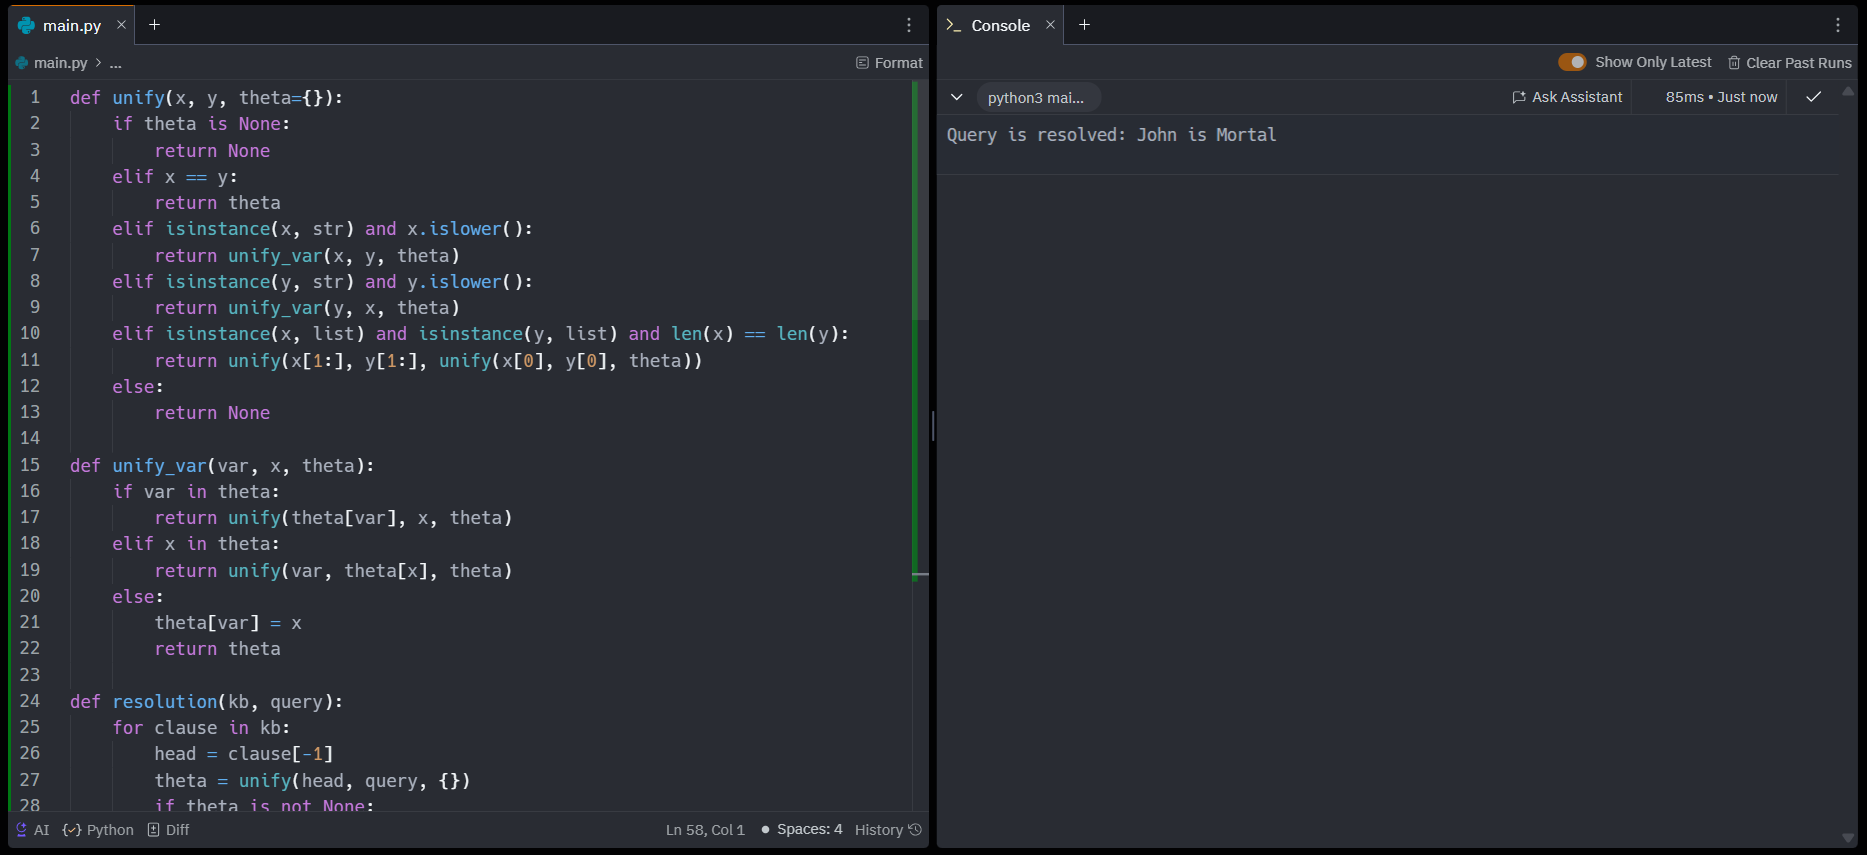 main.py × +
main.py > ...
Format
1 def unify(x, y, theta={}):
2     if theta is None:
3         return None
4     elif x == y:
5         return theta
6     elif isinstance(x, str) and x.islower():
7         return unify_var(x, y, theta)
8     elif isinstance(y, str) and y.islower():
9         return unify_var(y, x, theta)
10     elif isinstance(x, list) and isinstance(y, list) and len(x) == len(y):
11         return unify(x[1:], y[1:], unify(x[0], y[0], theta))
12     else:
13         return None
14
15 def unify_var(var, x, theta):
16     if var in theta:
17         return unify(theta[var], x, theta)
18     elif x in theta:
19         return unify(var, theta[x], theta)
20     else:
21         theta[var] = x
22         return theta
23
24 def resolution(kb, query):
25     for clause in kb:
26         head = clause[-1]
27         theta = unify(head, query, {})
28         if theta is not None:
AI {✓} Python Diff
Ln 58, Col 1 • Spaces: 4 History
>_ Console × +
Show Only Latest Clear Past Runs
python3 mai... Ask Assistant 85ms • Just now
Query is resolved: John is Mortal